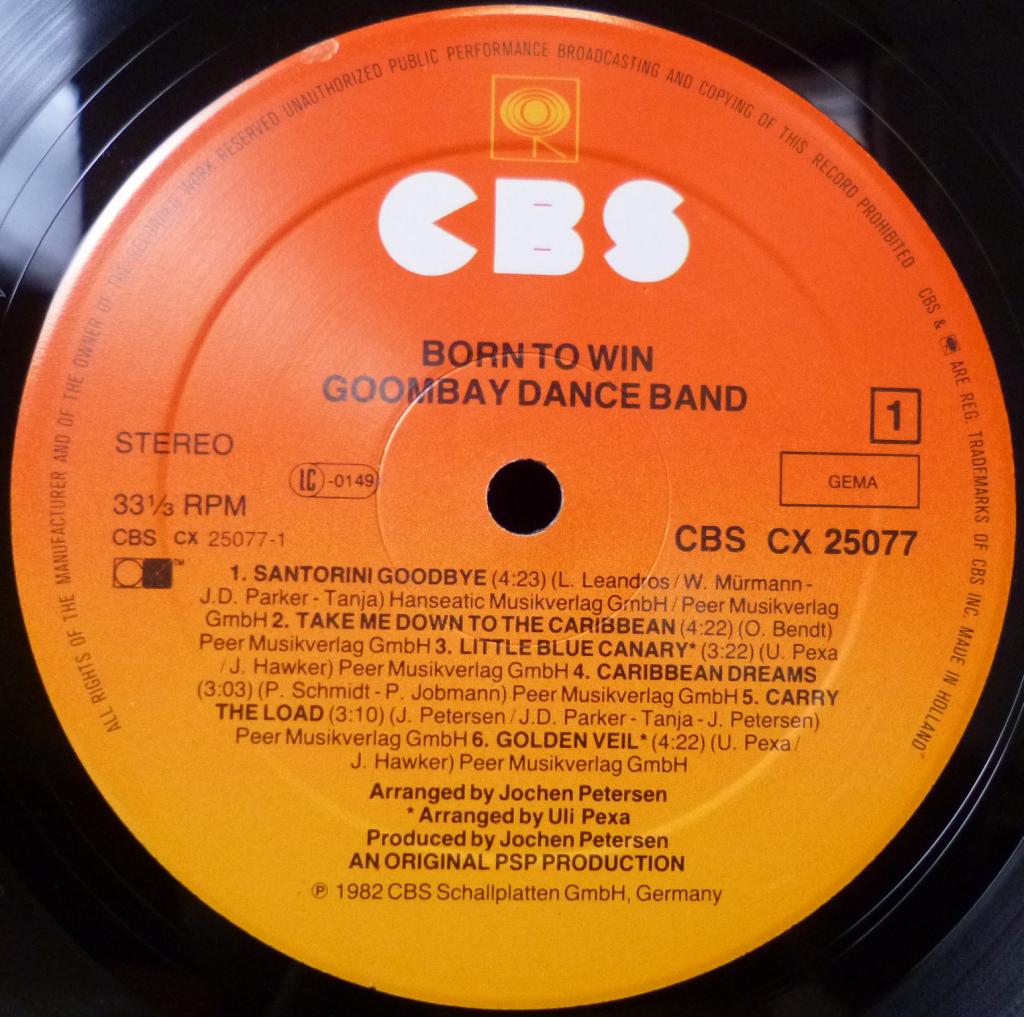 ALL RIGHTS OF THE MANUFACTURER AND OF THE OWNER OF THE RECORDED WORK RESERVED UNAUTHORIZED PUBLIC PERFORMANCE BROADCASTING AND COPYING OF THIS RECORD PROHIBITED
CBS & ARE REG. TRADEMARKS OF CBS INC. MADE IN HOLLAND
CBS
BORN TO WIN
GOOMBAY DANCE BAND
1
STEREO
LC -0149
GEMA
33⅓ RPM
CBS CX 25077-1
CBS CX 25077
TM
1. SANTORINI GOODBYE (4:23) (L. Leandros / W. Mürmann -
J.D. Parker - Tanja) Hanseatic Musikverlag GmbH / Peer Musikverlag
GmbH 2. TAKE ME DOWN TO THE CARIBBEAN (4:22) (O. Bendt)
Peer Musikverlag GmbH 3. LITTLE BLUE CANARY* (3:22) (U. Pexa
/ J. Hawker) Peer Musikverlag GmbH 4. CARIBBEAN DREAMS
(3:03) (P. Schmidt - P. Jobmann) Peer Musikverlag GmbH 5. CARRY
THE LOAD (3:10) (J. Petersen / J.D. Parker - Tanja - J. Petersen)
Peer Musikverlag GmbH 6. GOLDEN VEIL* (4:22) (U. Pexa /
J. Hawker) Peer Musikverlag GmbH
Arranged by Jochen Petersen
* Arranged by Uli Pexa
Produced by Jochen Petersen
AN ORIGINAL PSP PRODUCTION
℗ 1982 CBS Schallplatten GmbH, Germany